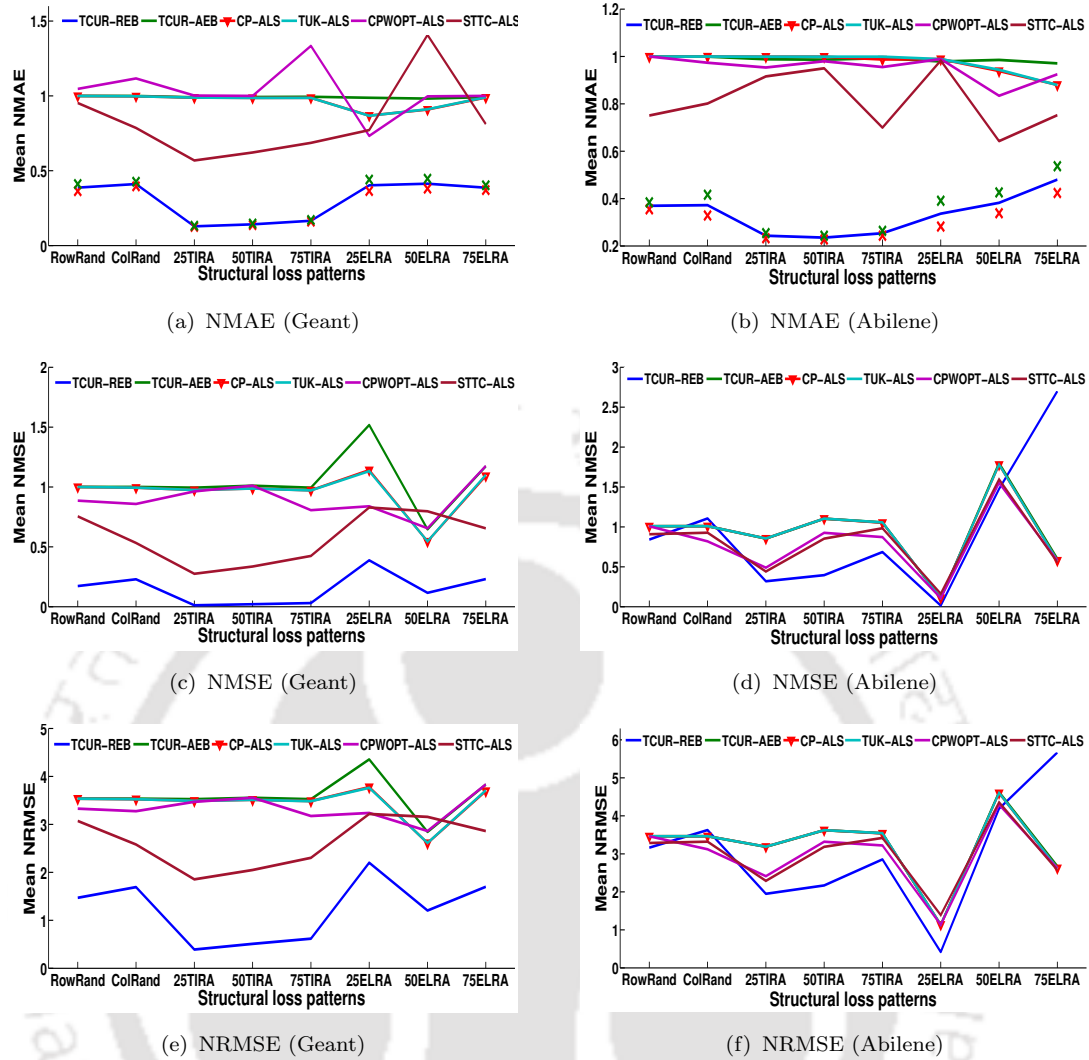 TCUR-REB TCUR-AEB CP-ALS TUK-ALS CPWOPT-ALS STTC-ALS
1.5
1
0.5
0
Mean NMAE
RowRand ColRand 25TIRA 50TIRA 75TIRA 25ELRA 50ELRA 75ELRA
Structural loss patterns
(a) NMAE (Geant)
TCUR-REB TCUR-AEB CP-ALS TUK-ALS CPWOPT-ALS STTC-ALS
1.2
1
0.8
0.6
0.4
0.2
Mean NMAE
RowRand ColRand 25TIRA 50TIRA 75TIRA 25ELRA 50ELRA 75ELRA
Structural loss patterns
(b) NMAE (Abilene)
2
TCUR-REB TCUR-AEB CP-ALS TUK-ALS CPWOPT-ALS STTC-ALS
1.5
1
0.5
0
Mean NMSE
RowRand ColRand 25TIRA 50TIRA 75TIRA 25ELRA 50ELRA 75ELRA
Structural loss patterns
(c) NMSE (Geant)
3
TCUR-REB TCUR-AEB CP-ALS TUK-ALS CPWOPT-ALS STTC-ALS
2.5
2
1.5
1
0.5
0
Mean NMSE
RowRand ColRand 25TIRA 50TIRA 75TIRA 25ELRA 50ELRA 75ELRA
Structural loss patterns
(d) NMSE (Abilene)
5
TCUR-REB TCUR-AEB CP-ALS TUK-ALS CPWOPT-ALS STTC-ALS
4
3
2
1
0
Mean NRMSE
RowRand ColRand 25TIRA 50TIRA 75TIRA 25ELRA 50ELRA 75ELRA
Structural loss patterns
(e) NRMSE (Geant)
6
TCUR-REB TCUR-AEB CP-ALS TUK-ALS CPWOPT-ALS STTC-ALS
5
4
3
2
1
0
Mean NRMSE
RowRand ColRand 25TIRA 50TIRA 75TIRA 25ELRA 50ELRA 75ELRA
Structural loss patterns
(f) NRMSE (Abilene)